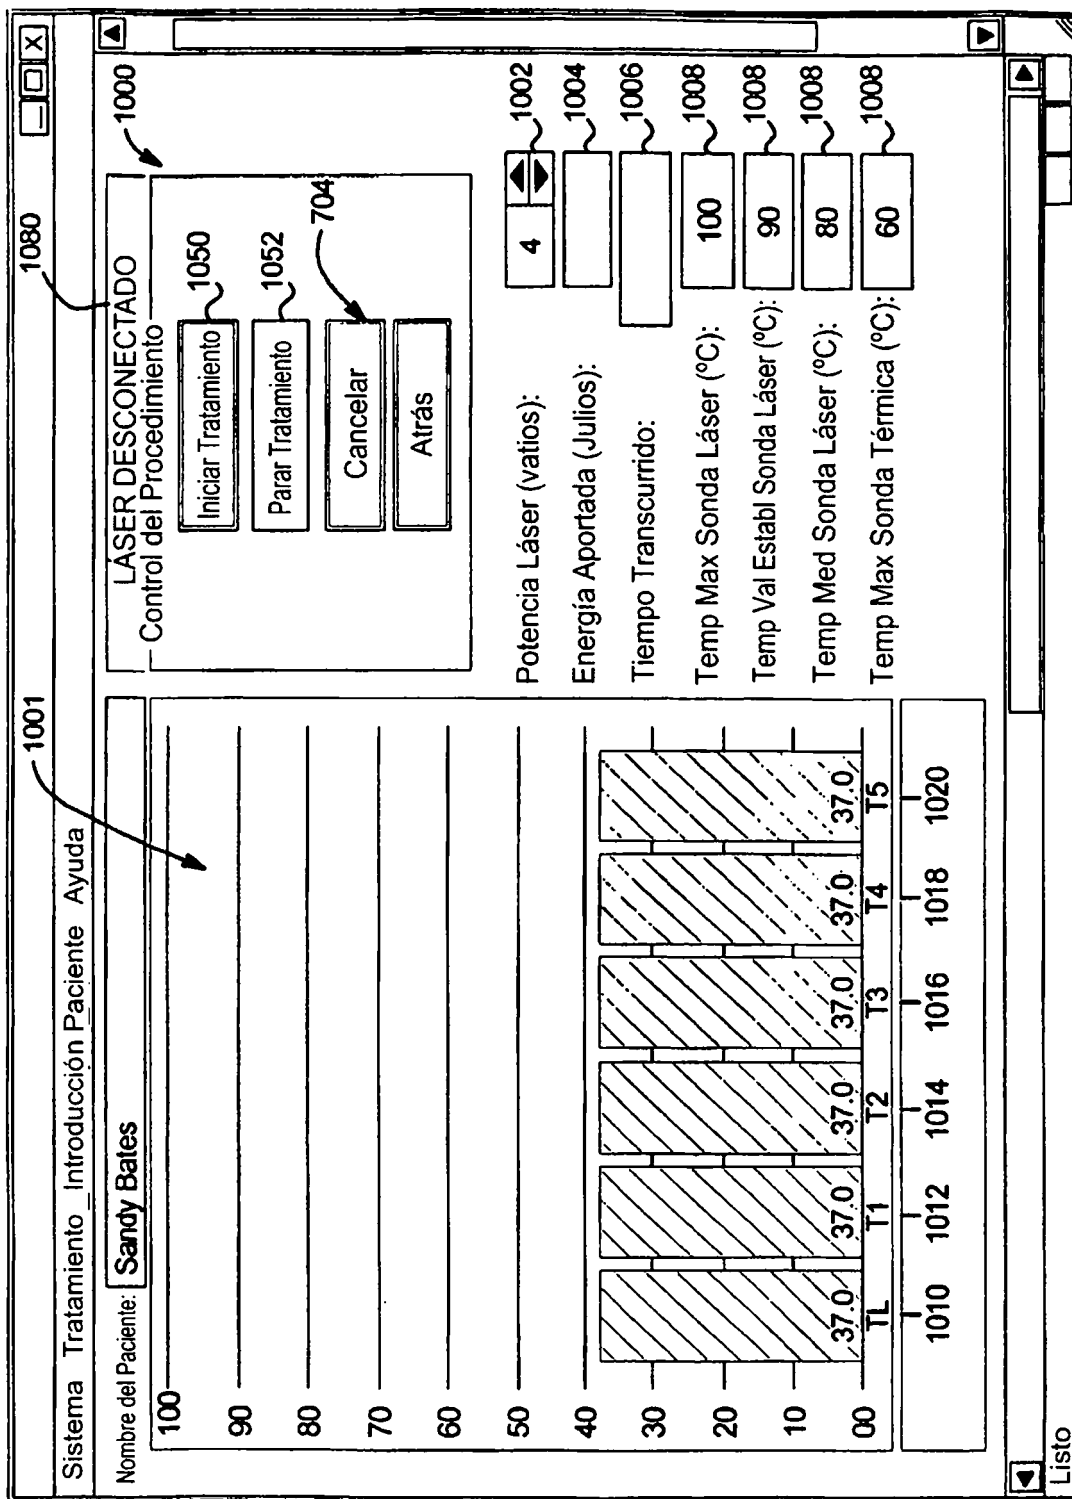 1001
1080
1000
_ □ X
Sistema Tratamiento _Introducción Paciente Ayuda
Nombre del Paciente: Sandy Bates
LÁSER DESCONECTADO
Control del Procedimiento
Iniciar Tratamiento 1050
Parar Tratamiento 1052
Cancelar 704
Atrás
100
90
80
70
60
50
40
30
20
10
00
37.0 37.0 37.0 37.0 37.0 37.0
TL T1 T2 T3 T4 T5
1010 1012 1014 1016 1018 1020
Potencia Láser (vatios): 4 1002
Energía Aportada (Julios): 1004
Tiempo Transcurrido: 1006
Temp Max Sonda Láser (ºC): 100 1008
Temp Val Establ Sonda Láser (ºC): 90 1008
Temp Med Sonda Láser (ºC): 80 1008
Temp Max Sonda Térmica (ºC): 60 1008
Listo